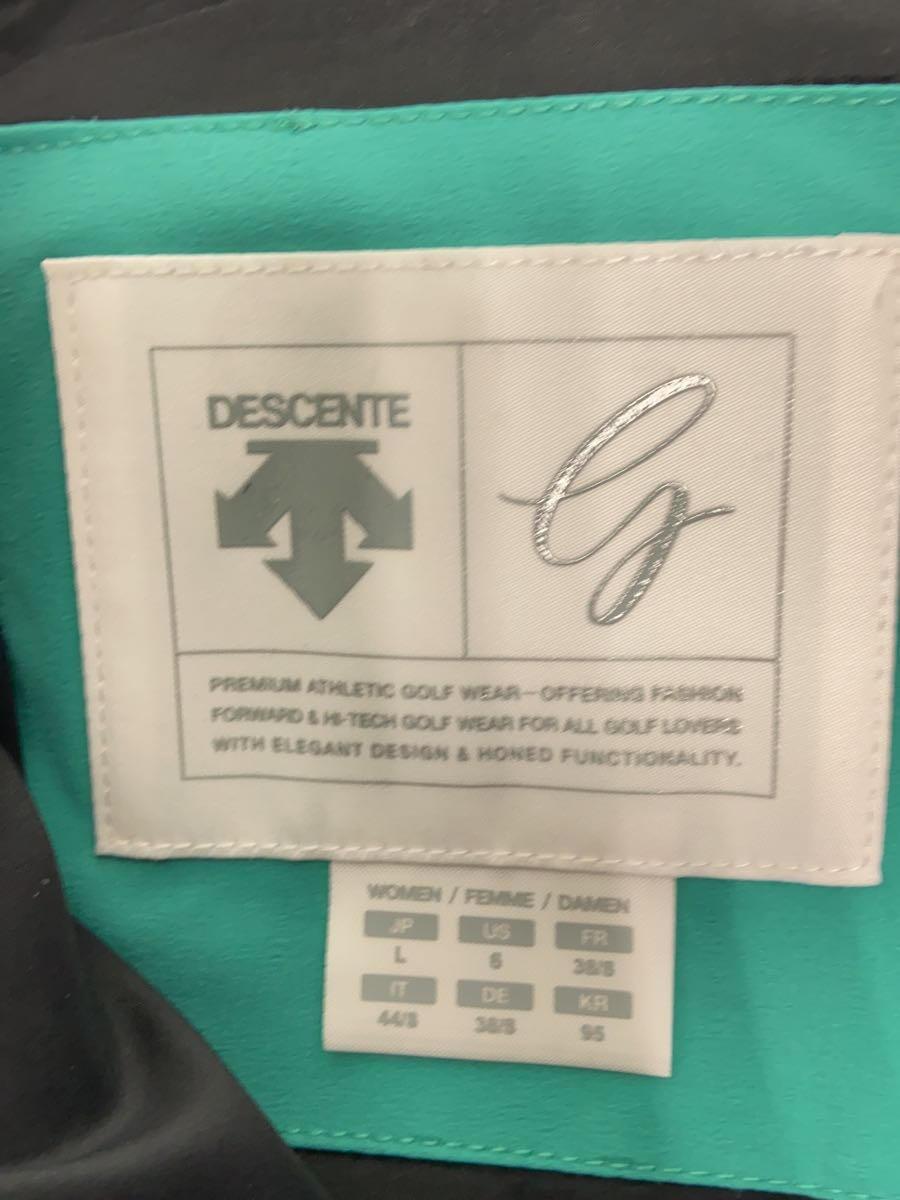 DESCENTE
G
PREMIUM ATHLETIC GOLF WEAR—OFFERING FASHION
FORWARD & HI-TECH GOLF WEAR FOR ALL GOLF LOVERS
WITH ELEGANT DESIGN & HONED FUNCTIONALITY.
WOMEN / FEMME / DAMEN
JP US FR
L 6 38/S
IT DE KR
44/S 38/S 95